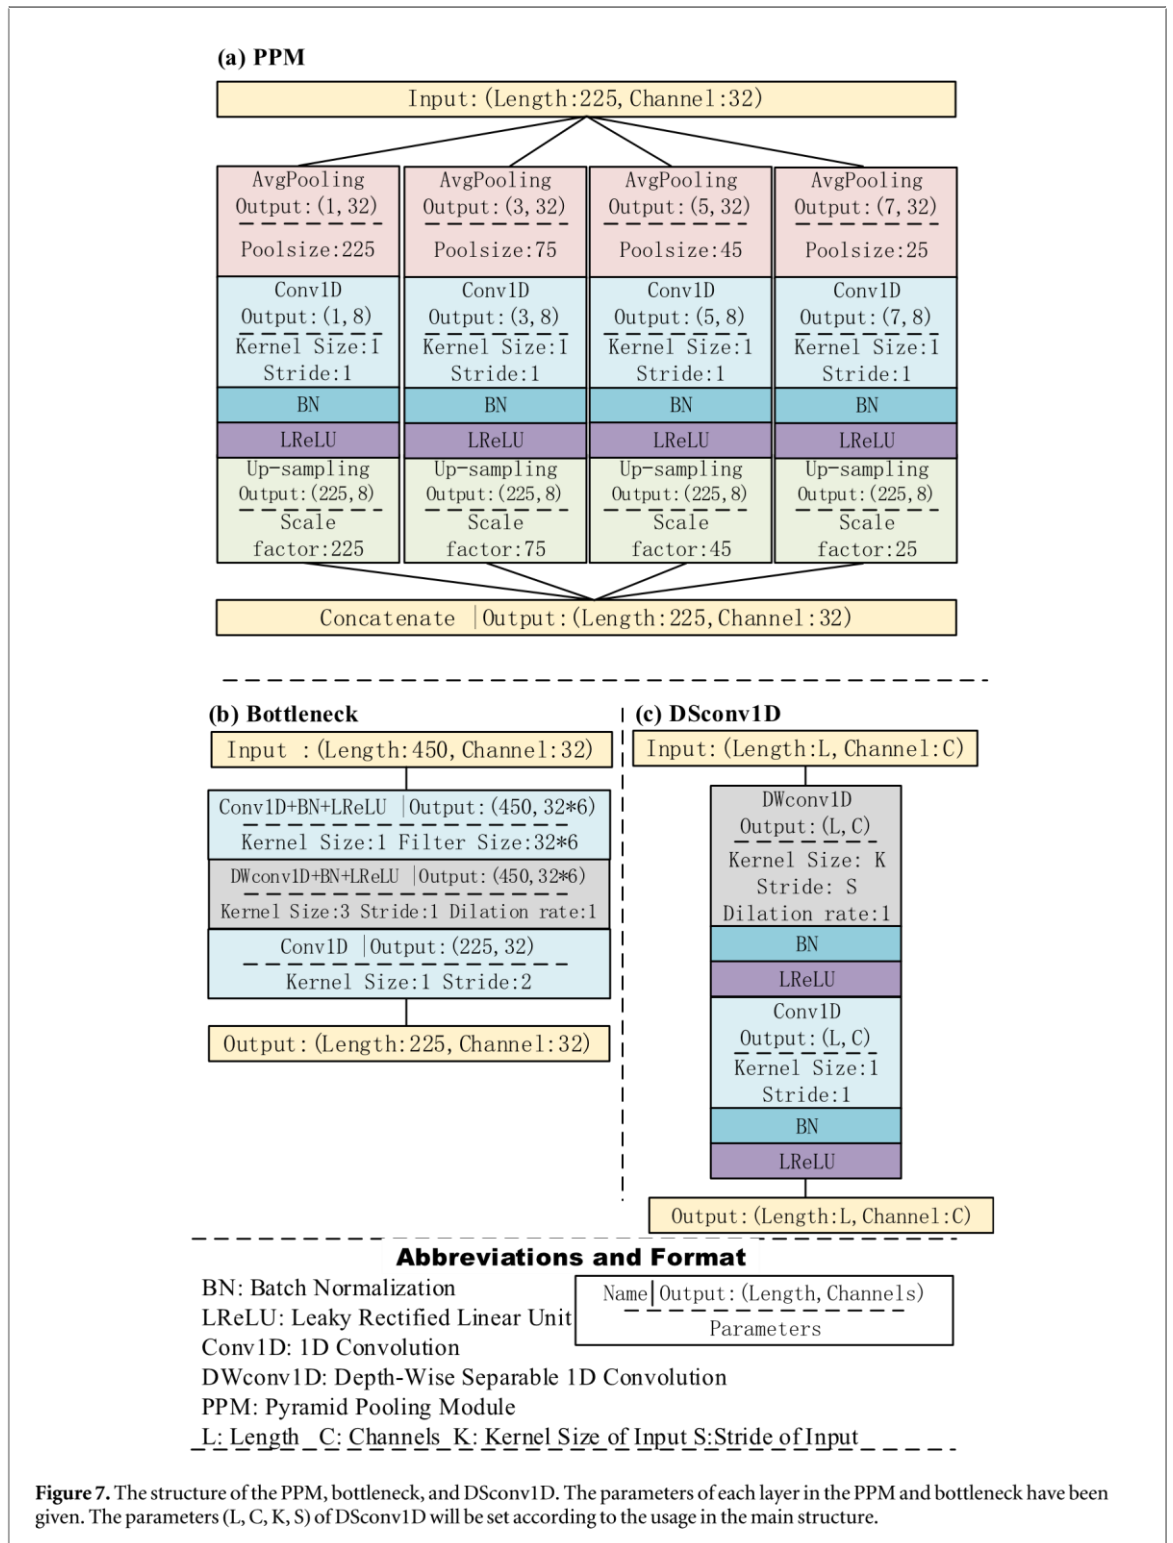 (a) PPM
Input:(Length:225, Channel:32)
AvgPooling
Output:(1, 32)
Poolsize:225
Conv1D
Output:(1, 8)
Kernel Size:1
Stride:1
BN
LReLU
Up-sampling
Output:(225, 8)
Scale
factor:225
AvgPooling
Output:(3, 32)
Poolsize:75
Conv1D
Output:(3, 8)
Kernel Size:1
Stride:1
BN
LReLU
Up-sampling
Output:(225, 8)
Scale
factor:75
AvgPooling
Output:(5, 32)
Poolsize:45
Conv1D
Output:(5, 8)
Kernel Size:1
Stride:1
BN
LReLU
Up-sampling
Output:(225, 8)
Scale
factor:45
AvgPooling
Output:(7, 32)
Poolsize:25
Conv1D
Output:(7, 8)
Kernel Size:1
Stride:1
BN
LReLU
Up-sampling
Output:(225, 8)
Scale
factor:25
Concatenate |Output:(Length:225, Channel:32)
(b) Bottleneck
Input :(Length:450, Channel:32)
Conv1D+BN+LReLU |Output:(450, 32*6)
Kernel Size:1 Filter Size:32*6
DWconv1D+BN+LReLU |Output:(450, 32*6)
Kernel Size:3 Stride:1 Dilation rate:1
Conv1D |Output:(225, 32)
Kernel Size:1 Stride:2
Output:(Length:225, Channel:32)
(c) DSconv1D
Input:(Length:L, Channel:C)
DWconv1D
Output:(L, C)
Kernel Size: K
Stride: S
Dilation rate:1
BN
LReLU
Conv1D
Output:(L, C)
Kernel Size:1
Stride:1
BN
LReLU
Output:(Length:L, Channel:C)
Abbreviations and Format
BN: Batch Normalization
LReLU: Leaky Rectified Linear Unit
Conv1D: 1D Convolution
DWconv1D: Depth-Wise Separable 1D Convolution
PPM: Pyramid Pooling Module
L: Length C: Channels K: Kernel Size of Input S:Stride of Input
Name|Output:(Length, Channels)
Parameters
Figure 7. The structure of the PPM, bottleneck, and DSconv1D. The parameters of each layer in the PPM and bottleneck have been
given. The parameters (L, C, K, S) of DSconv1D will be set according to the usage in the main structure.